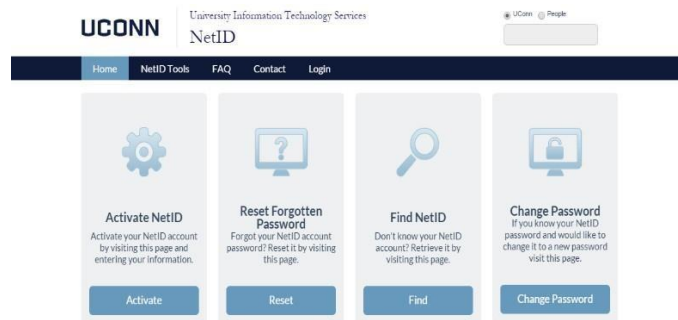 UCONN
University Information Technology Services
NetID
UConn People
Home NetID Tools FAQ Contact Login
?
Activate NetID
Activate your NetID account
by visiting this page and
entering your information.
Activate
Reset Forgotten
Password
Forgot your NetID account
password? Reset it by visiting
this page.
Reset
Find NetID
Don't know your NetID
account? Retrieve it by
visiting this page.
Find
Change Password
If you know your NetID
password and would like to
change it to a new password
visit this page.
Change Password